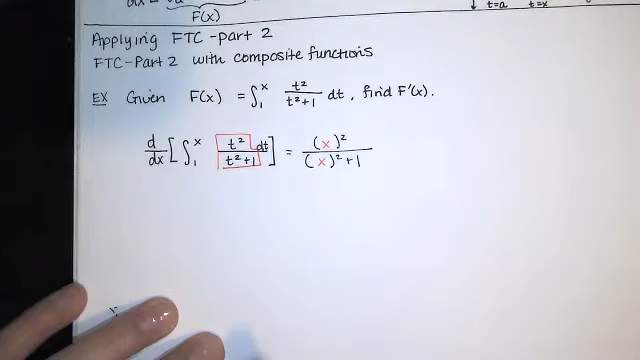 F(x)
t=a t=x
Applying FTC - part 2
FTC-Part 2 with composite functions
EX Given F(x) = ∫₁ˣ t²/(t²+1) dt, find F'(x).
d/dx [∫₁ˣ t²/(t²+1) dt] = (x)²/((x)²+1)